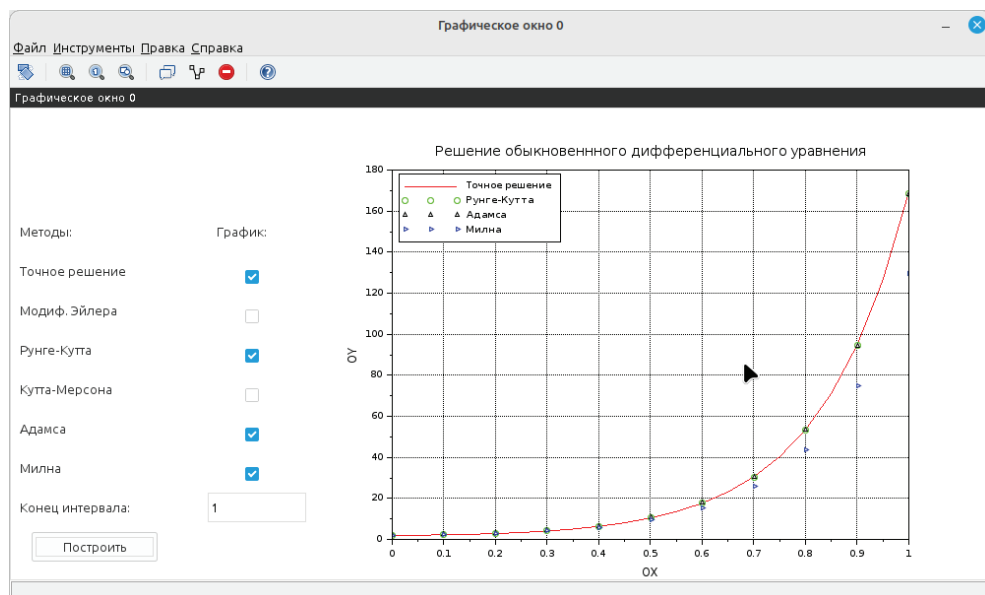 Графическое окно 0
Файл Инструменты Правка Справка
Графическое окно 0
Решение обыкновеннного дифференциального уравнения
Точное решение
Рунге-Кутта
Адамса
Милна
180
160
140
120
100
80
60
40
20
0
OY
0 0.1 0.2 0.3 0.4 0.5 0.6 0.7 0.8 0.9 1
OX
Методы: График:
Точное решение
Модиф. Эйлера
Рунге-Кутта
Кутта-Мерсона
Адамса
Милна
Конец интервала: 1
Построить